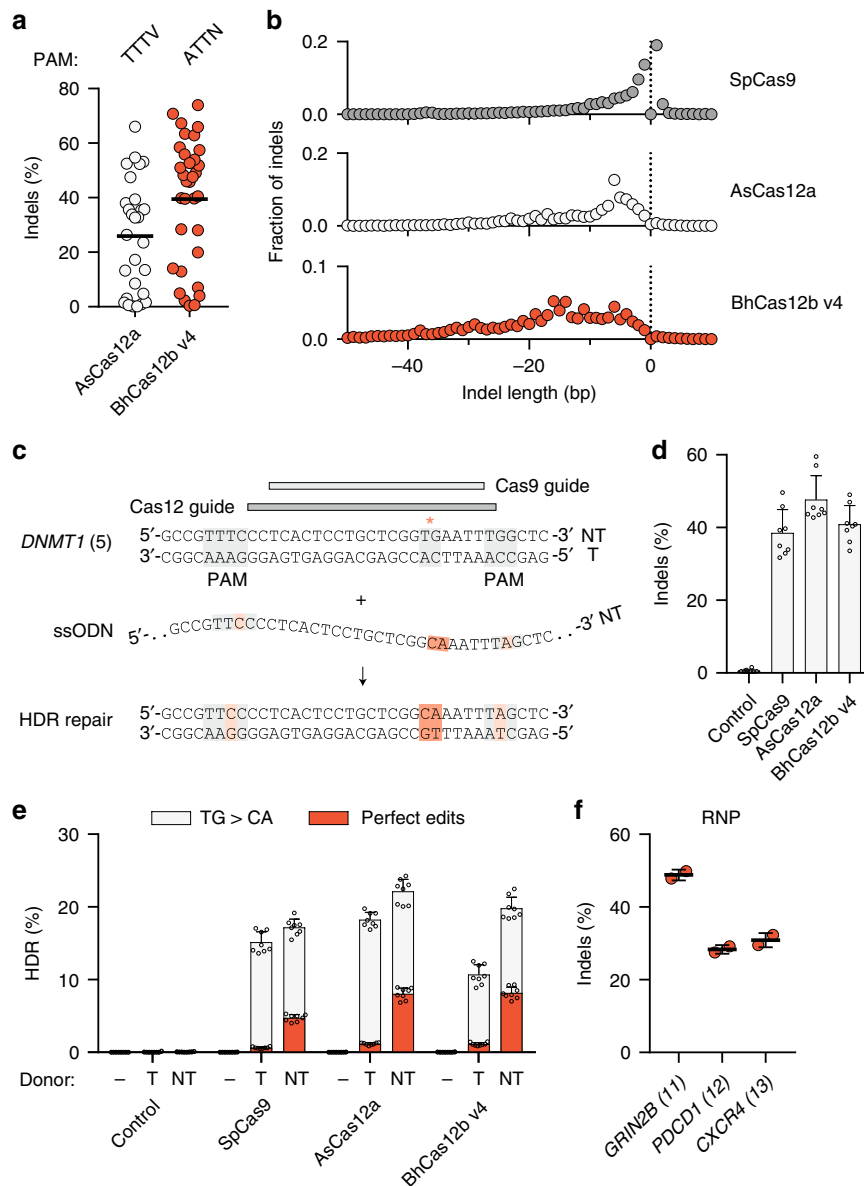 a
PAM: TTTV ATTN
Indels (%)
80
60
40
20
0
AsCas12a
BhCas12b v4
b
Fraction of indels
0.2
0.0
SpCas9
0.2
0.0
AsCas12a
0.1
0.0
BhCas12b v4
−40 −20 0
Indel length (bp)
c
Cas9 guide
Cas12 guide
*
DNMT1 (5)
5′-GCCGTTTCCCTCACTCCTGCTCGGTGAATTTGGCTC-3′ NT
3′-CGGCAAAGGGAGTGAGGACGAGCCACTTAAACCGAG-5′ T
PAM PAM
+
ssODN 5′-··GCCGTTCCCCTCACTCCTGCTCGGCAAATTTAGCTC··-3′ NT
↓
HDR repair
5′-GCCGTTCCCCTCACTCCTGCTCGGCAAATTTAGCTC-3′
3′-CGGCAAGGGGAGTGAGGACGAGCCGTTTAAATCGAG-5′
d
Indels (%)
60
40
20
0
Control
SpCas9
AsCas12a
BhCas12b v4
e
TG > CA Perfect edits
HDR (%)
30
20
10
0
Donor: – T NT – T NT – T NT – T NT
Control
SpCas9
AsCas12a
BhCas12b v4
f
RNP
Indels (%)
60
40
20
0
GRIN2B (11)
PDCD1 (12)
CXCR4 (13)